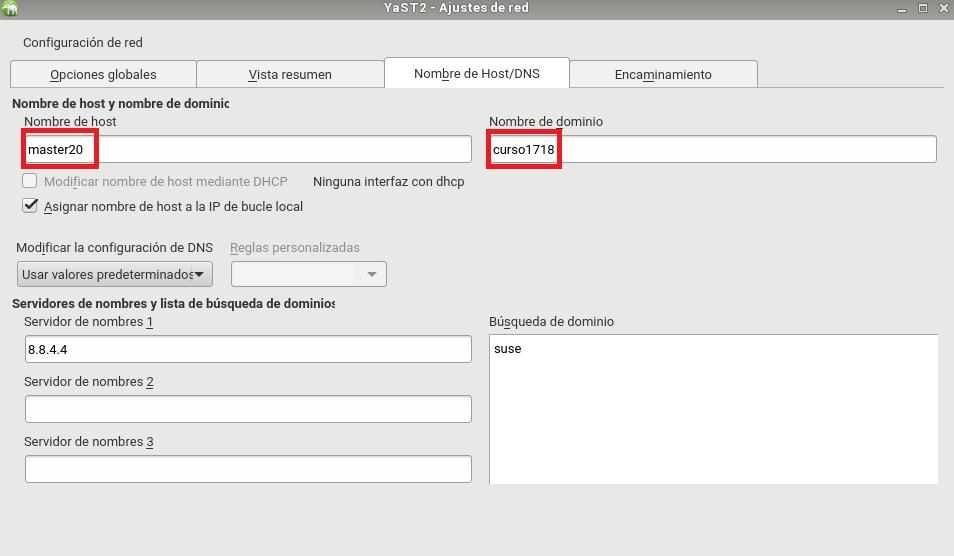 YaST2 - Ajustes de red
Configuración de red
Opciones globales
Vista resumen
Nombre de Host/DNS
Encaminamiento
Nombre de host y nombre de dominio
Nombre de host
Nombre de dominio
master20
curso1718
Modificar nombre de host mediante DHCP
Ninguna interfaz con dhcp
Asignar nombre de host a la IP de bucle local
Modificar la configuración de DNS
Reglas personalizadas
Usar valores predeterminados
Servidores de nombres y lista de búsqueda de dominios
Servidor de nombres 1
Búsqueda de dominio
8.8.4.4
suse
Servidor de nombres 2
Servidor de nombres 3